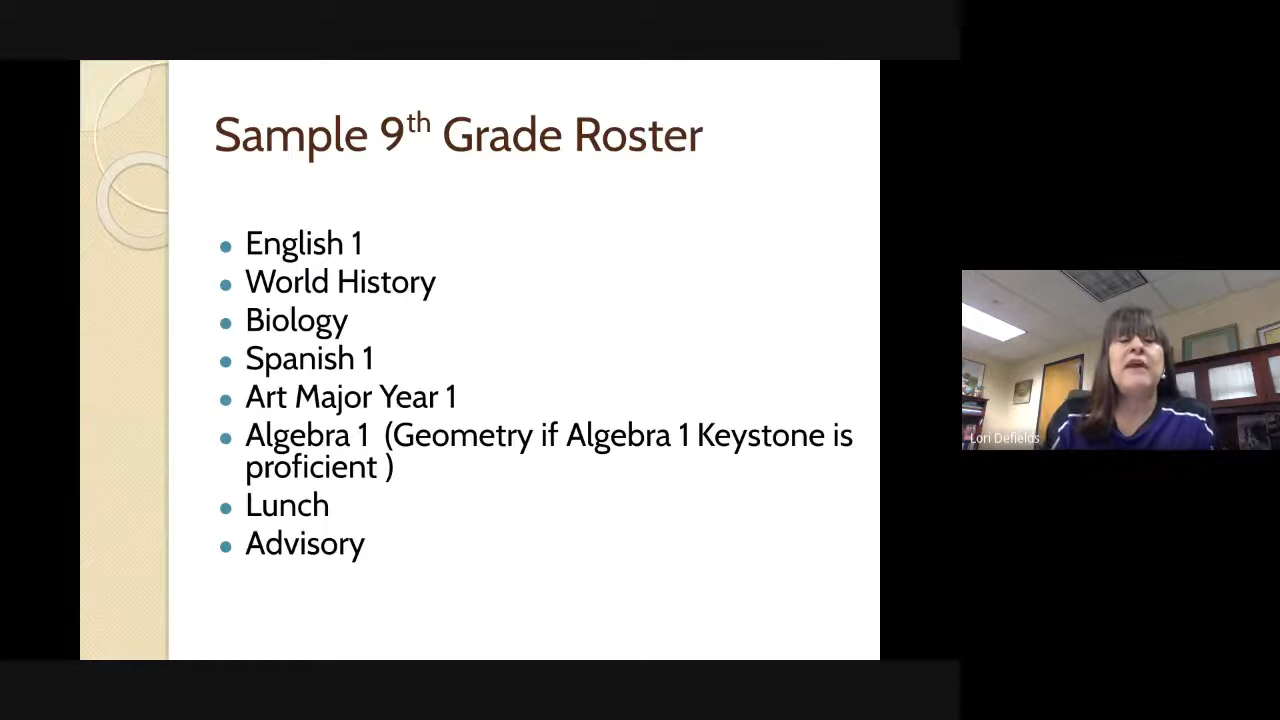 Sample 9th Grade Roster
English 1
World History
Biology
Spanish 1
Art Major Year 1
Algebra 1 (Geometry if Algebra 1 Keystone is
proficient )
Lunch
Advisory
Lori Defields